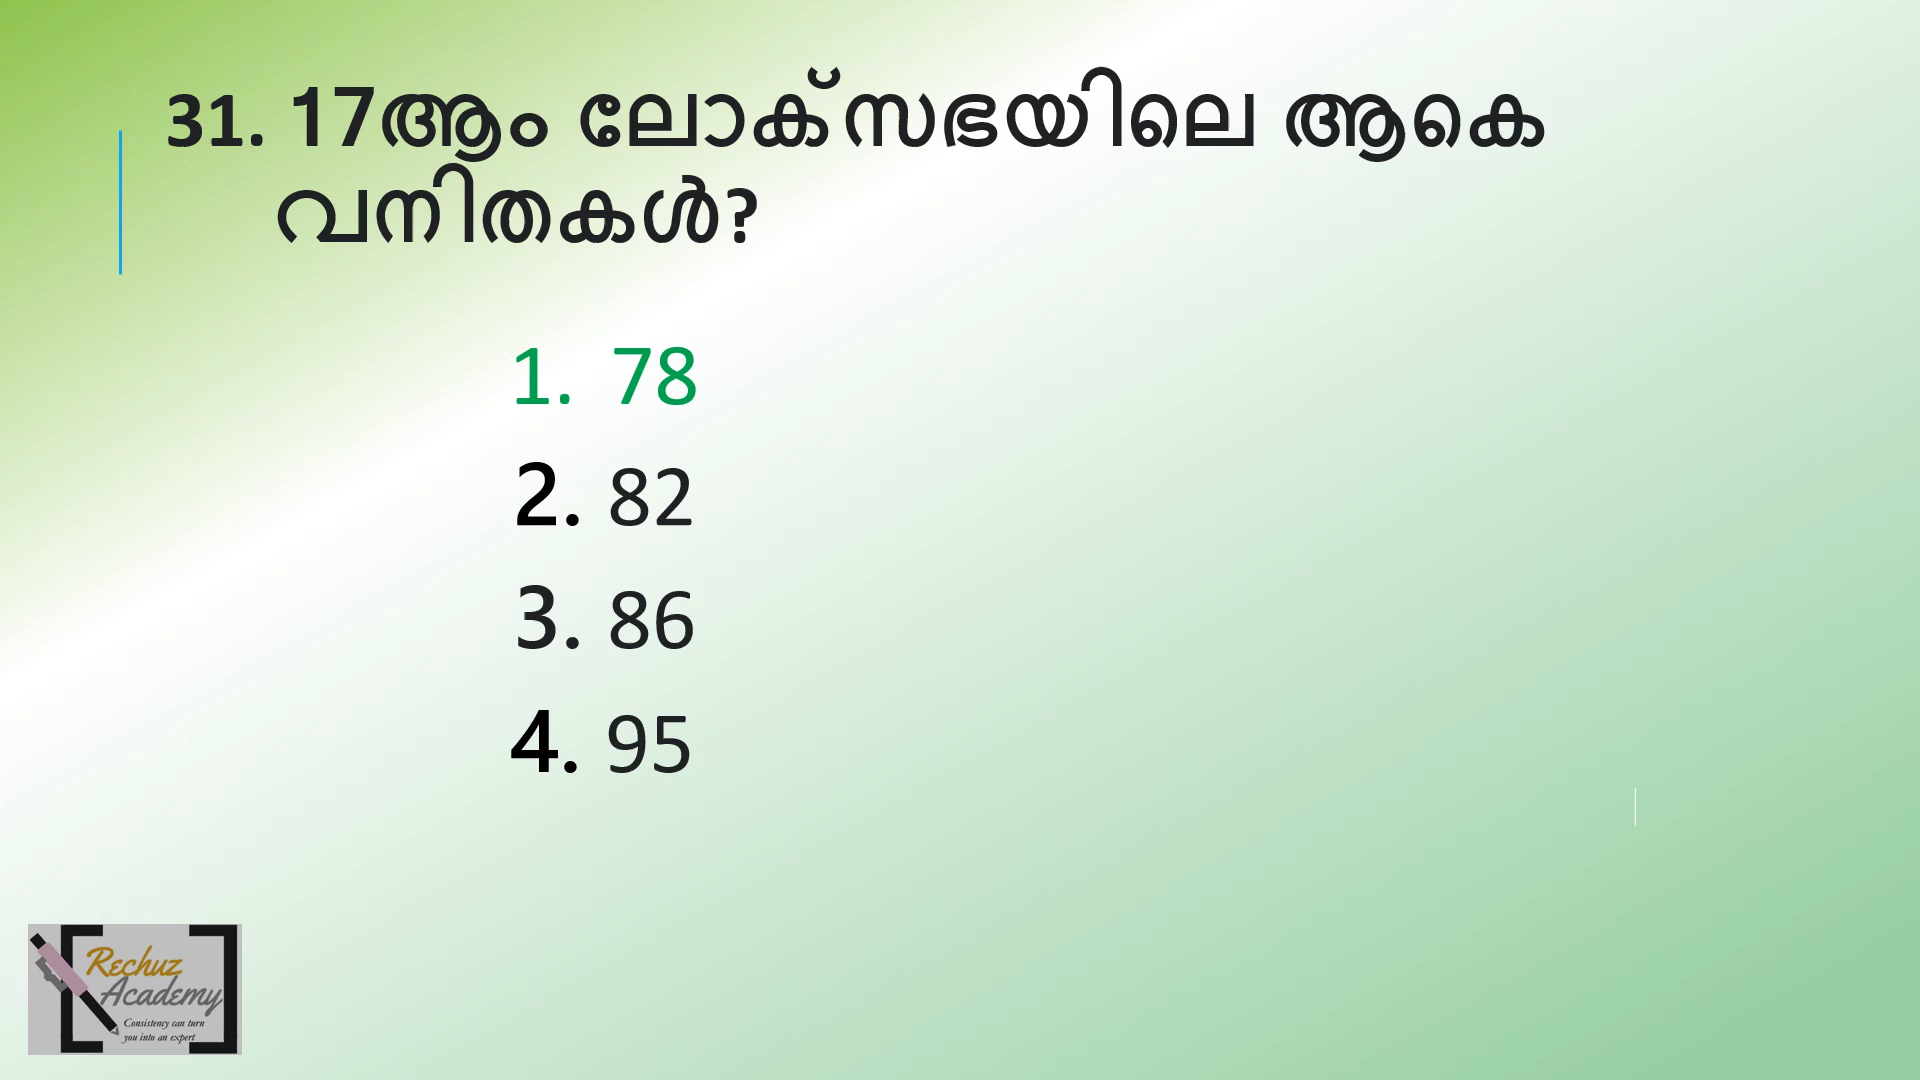 31. 17ആം ലോക്സഭയിലെ ആകെ
വനിതകൾ?
1. 78
2. 82
3. 86
4. 95
Rechuz
Academy
Consistency can turn
you into an expert